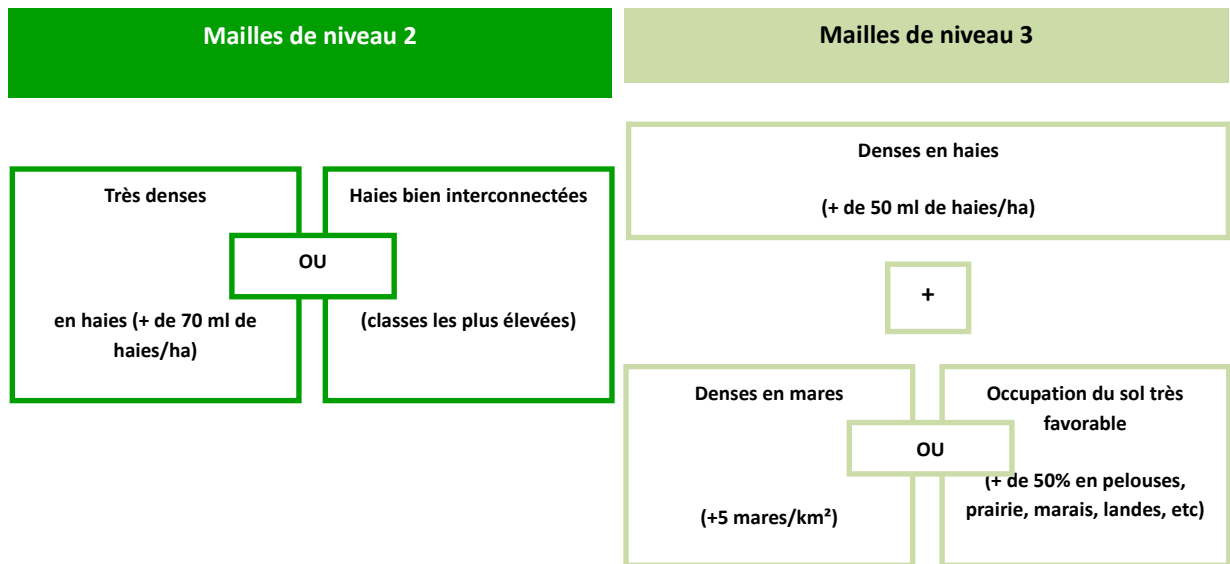 Mailles de niveau 2
Très denses
en haies (+ de 70 ml de
haies/ha)
OU
Haies bien interconnectées
(classes les plus élevées)
Mailles de niveau 3
Denses en haies
(+ de 50 ml de haies/ha)
+
Denses en mares
(+5 mares/km²)
OU
Occupation du sol très
favorable
(+ de 50% en pelouses,
prairie, marais, landes, etc)